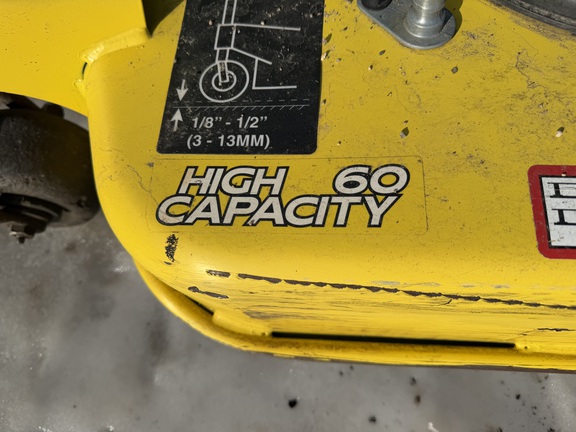 1/8" - 1/2"
(3 - 13MM)
HIGH 60
CAPACITY